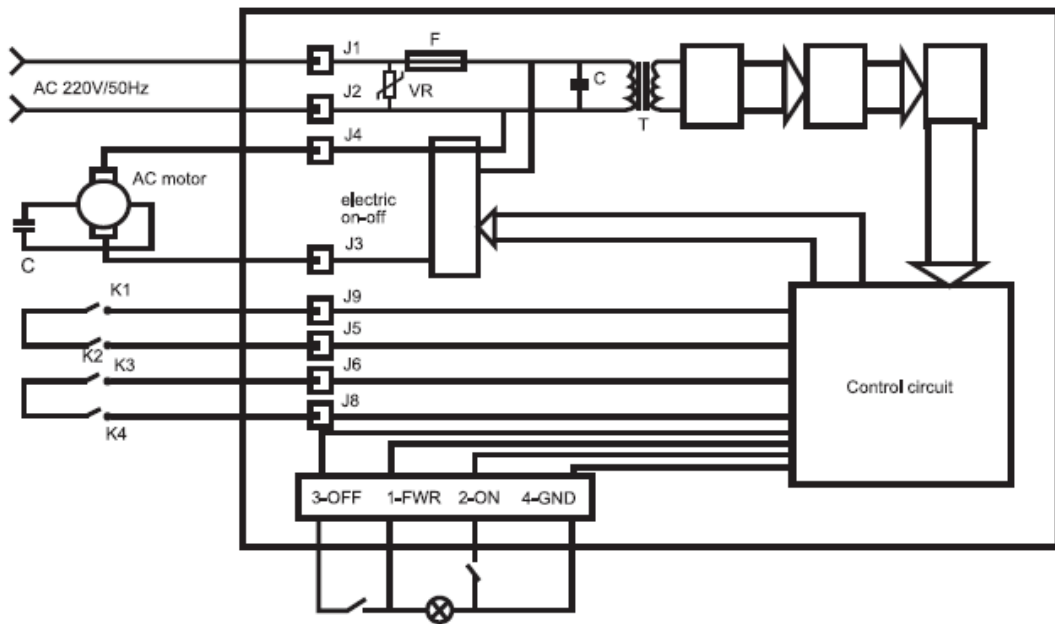 J1
F
AC 220V/50Hz
J2
VR
C
T
J4
AC motor
electric
on-off
C
J3
K1
J9
K2
J5
K3
J6
K4
J8
Control circuit
3-OFF 1-FWR 2-ON 4-GND